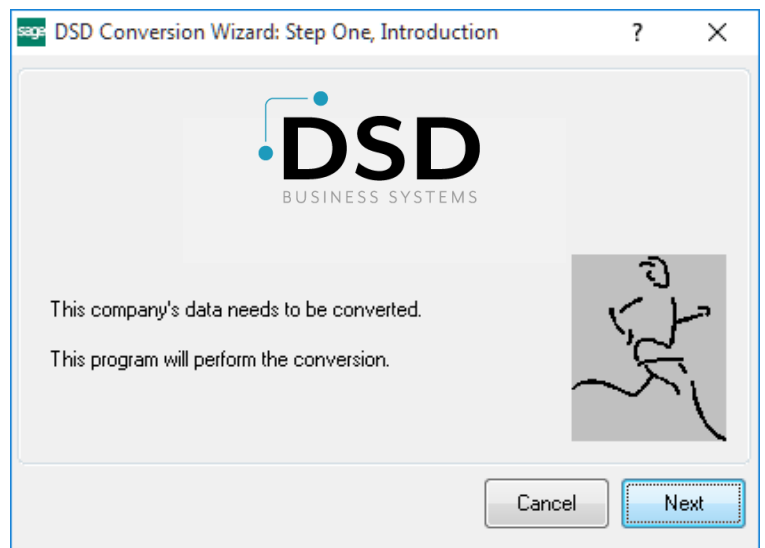 sage DSD Conversion Wizard: Step One, Introduction ? X
DSD
BUSINESS SYSTEMS
This company's data needs to be converted.
This program will perform the conversion.
Cancel Next